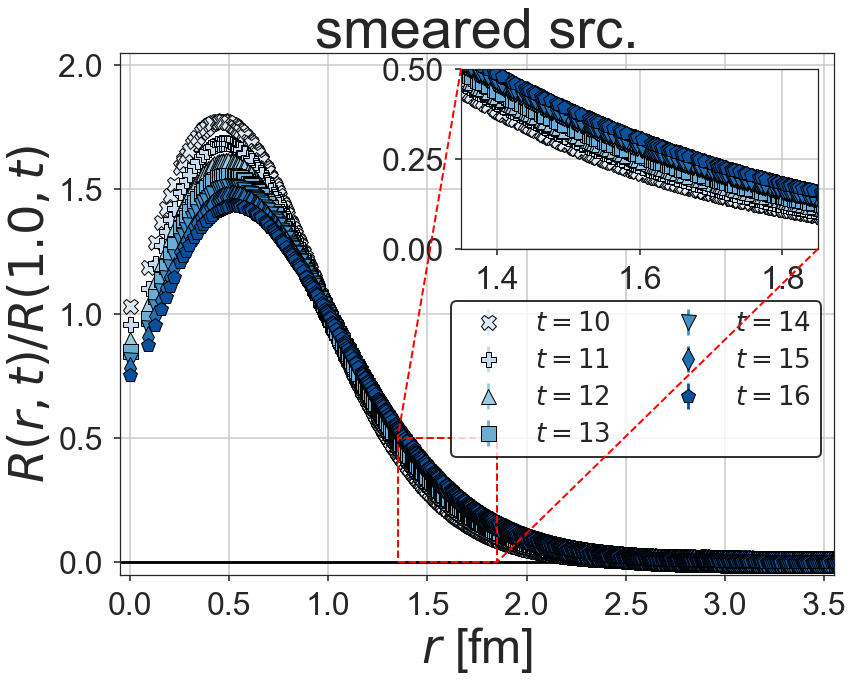 smeared src.
R(r, t)/R(1.0, t)
2.0
1.5
1.0
0.5
0.0
0.50
0.25
0.00
1.4 1.6 1.8
t = 10
t = 11
t = 12
t = 13
t = 14
t = 15
t = 16
0.0 0.5 1.0 1.5 2.0 2.5 3.0 3.5
r [fm]